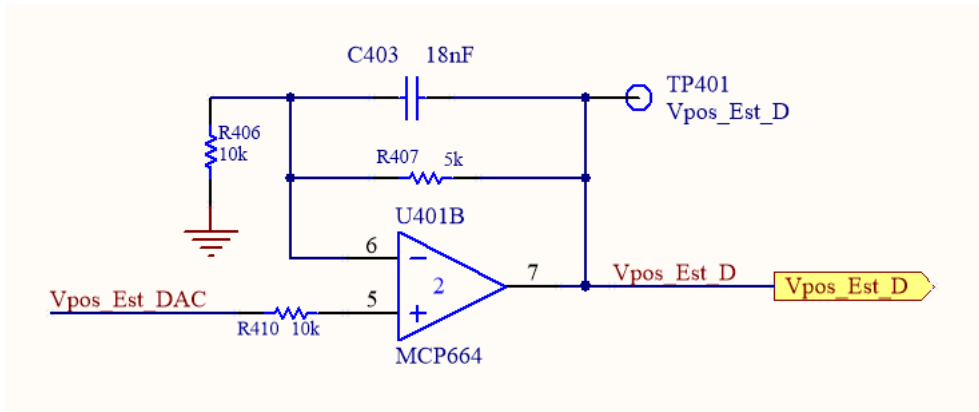 C403 18nF
TP401
Vpos_Est_D
R406
10k
R407 5k
U401B
6
7
2
5
Vpos_Est_D
Vpos_Est_D
Vpos_Est_DAC
R410 10k
MCP664